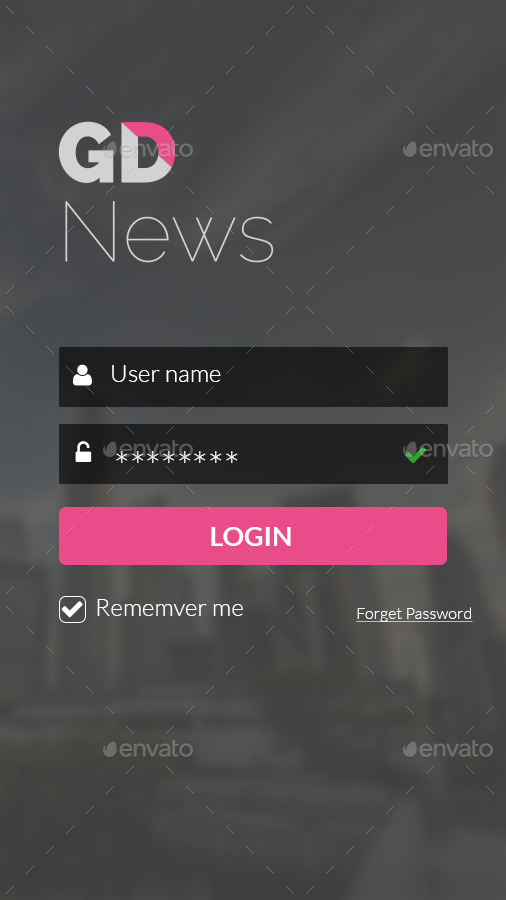 GD
News
User name
********
LOGIN
Rememver me
Forget Password
envato
envato
envato
envato
envato
envato